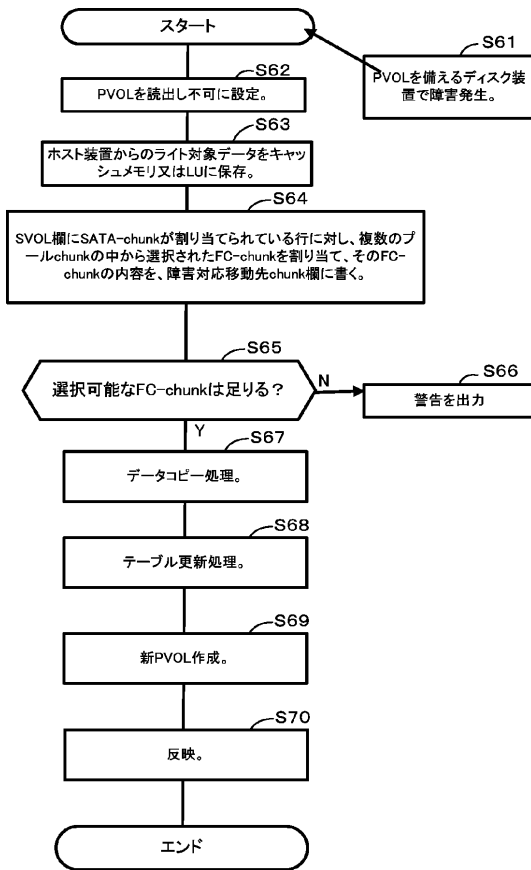 スタート
S61
PVOLを備えるディスク装
置で障害発生。
S62
PVOLを読出し不可に設定。
S63
ホスト装置からのライト対象データをキャッ
シュメモリ又はLUに保存。
S64
SVOL欄にSATA-chunkが割り当てられている行に対し、複数のプ
ールchunkの中から選択されたFC-chunkを割り当て、そのFC-
chunkの内容を、障害対応移動先chunk欄に書く。
S65
選択可能なFC-chunkは足りる？
N
S66
警告を出力
Y
S67
データコピー処理。
S68
テーブル更新処理。
S69
新PVOL作成。
S70
反映。
エンド